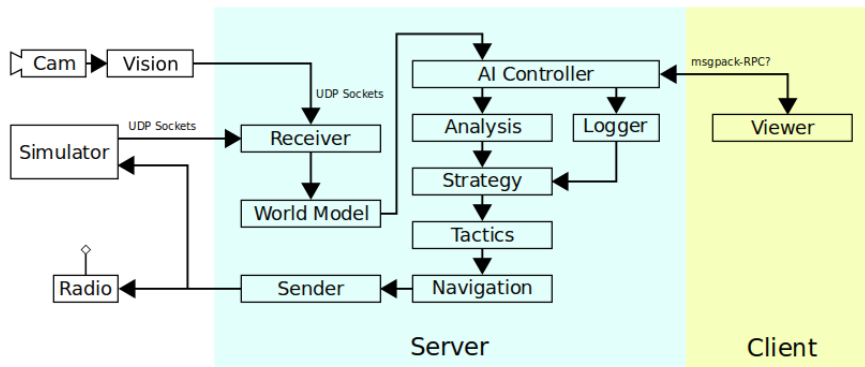 Cam
Vision
msgpack-RPC?
AI Controller
UDP Sockets
UDP Sockets
Simulator
Receiver
Analysis
Logger
Viewer
Strategy
World Model
Tactics
Radio
Sender
Navigation
Server
Client